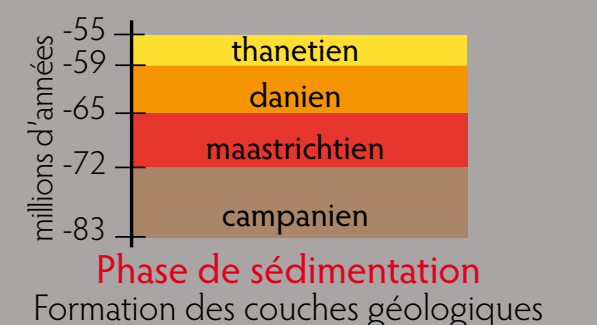 millions d'années
-55
thanetien
-59
danien
-65
maastrichtien
-72
campanien
-83
Phase de sédimentation
Formation des couches géologiques